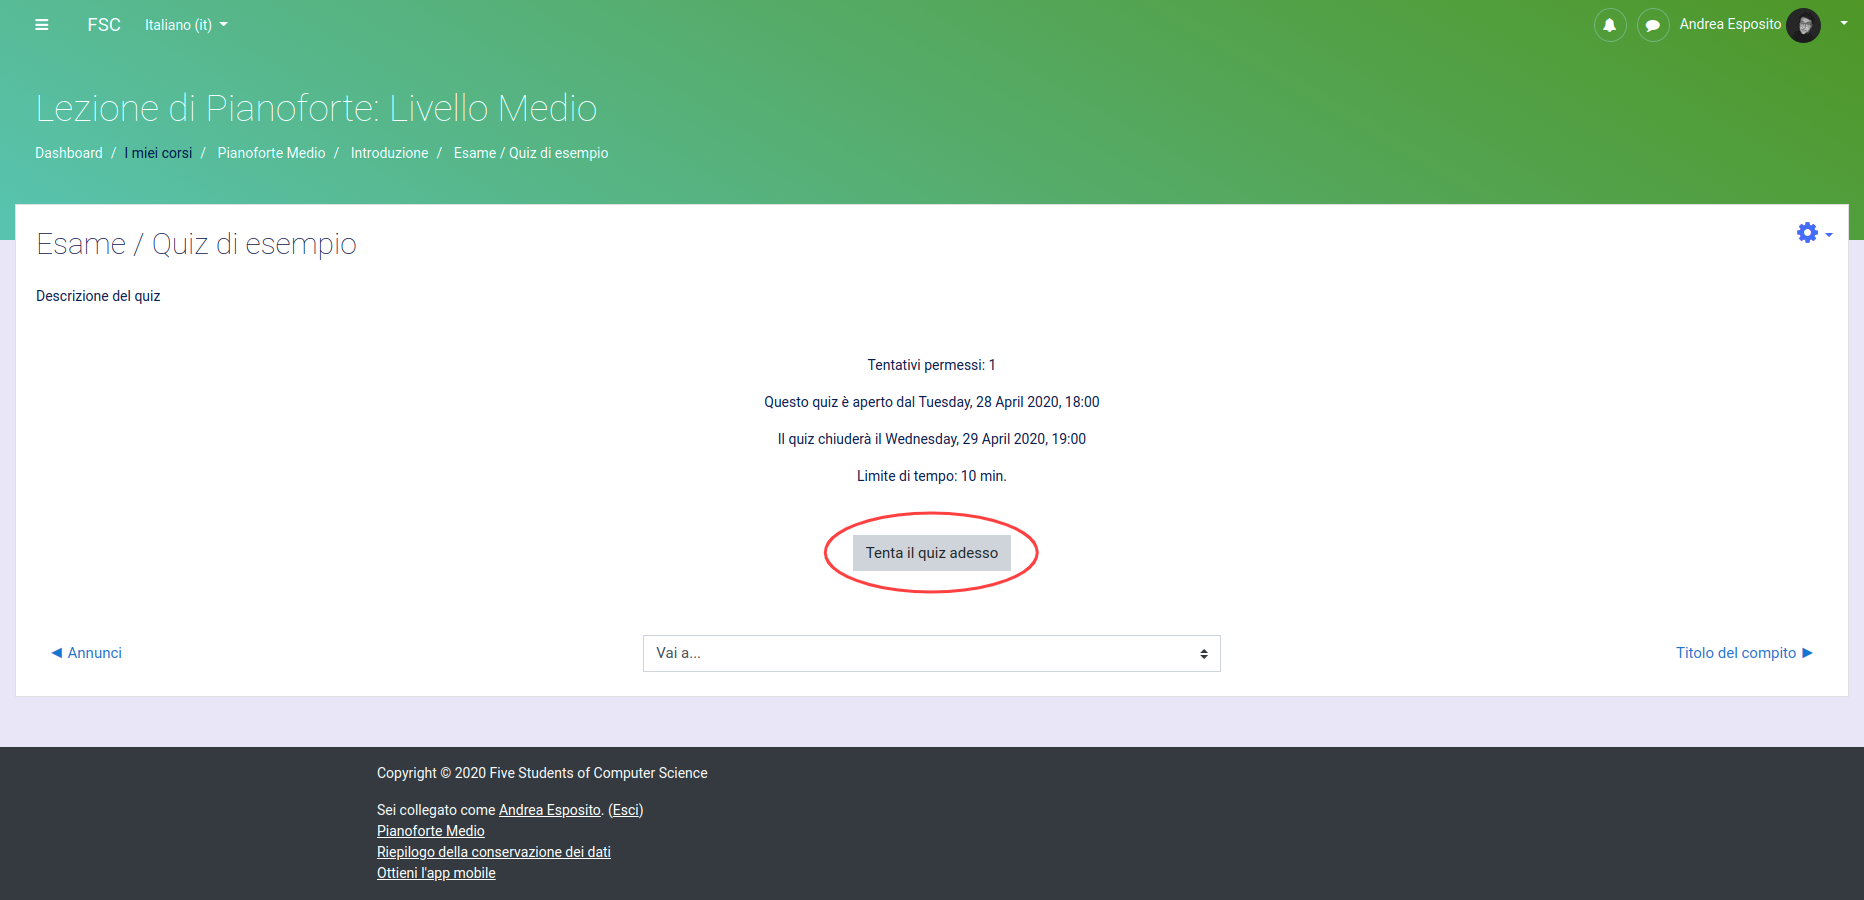 FSC Italiano (it) Andrea Esposito
Lezione di Pianoforte: Livello Medio
Dashboard / I miei corsi / Pianoforte Medio / Introduzione / Esame / Quiz di esempio
Esame / Quiz di esempio
Descrizione del quiz
Tentativi permessi: 1
Questo quiz è aperto dal Tuesday, 28 April 2020, 18:00
Il quiz chiuderà il Wednesday, 29 April 2020, 19:00
Limite di tempo: 10 min.
Tenta il quiz adesso
◀ Annunci Vai a... Titolo del compito ▶
Copyright © 2020 Five Students of Computer Science
Sei collegato come Andrea Esposito. (Esci)
Pianoforte Medio
Riepilogo della conservazione dei dati
Ottieni l'app mobile